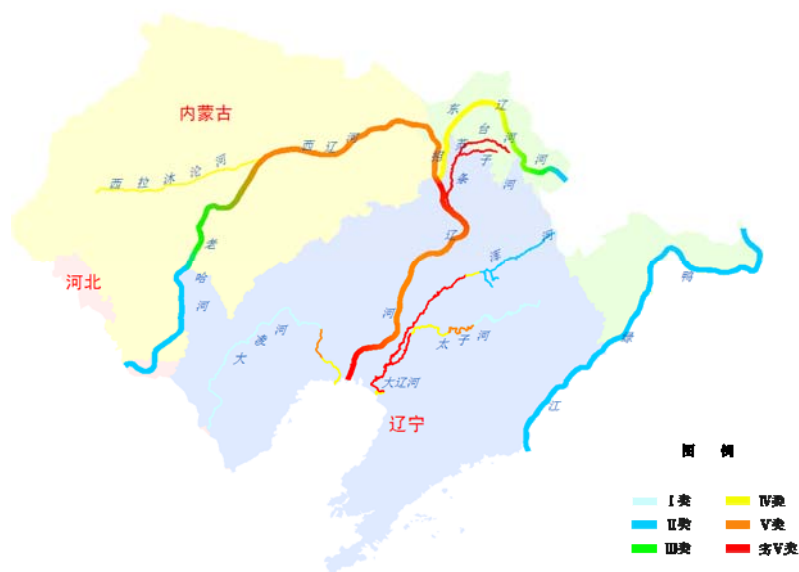 内蒙古
河北
辽宁
西拉沐沦河
西辽河
老哈河
东辽河
招苏台河
条子河
辽河
浑河
太子河
大辽河
大凌河
鸭绿江
图 例
Ⅰ类
Ⅱ类
Ⅲ类
Ⅳ类
Ⅴ类
劣Ⅴ类